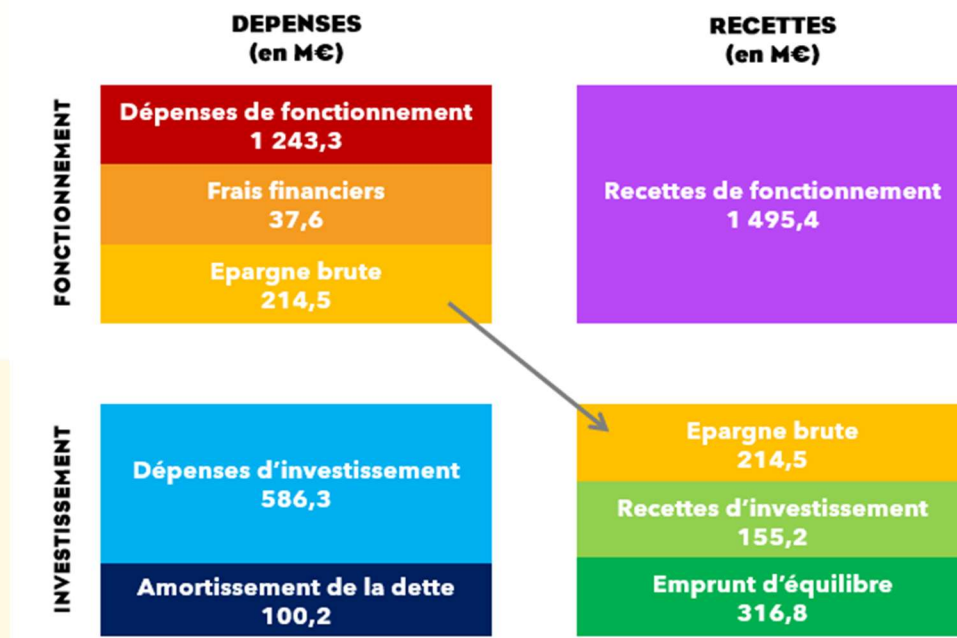 DEPENSES
(en M€)
RECETTES
(en M€)
FONCTIONNEMENT
Dépenses de fonctionnement
1 243,3
Frais financiers
37,6
Epargne brute
214,5
Recettes de fonctionnement
1 495,4
INVESTISSEMENT
Dépenses d’investissement
586,3
Amortissement de la dette
100,2
Epargne brute
214,5
Recettes d’investissement
155,2
Emprunt d’équilibre
316,8